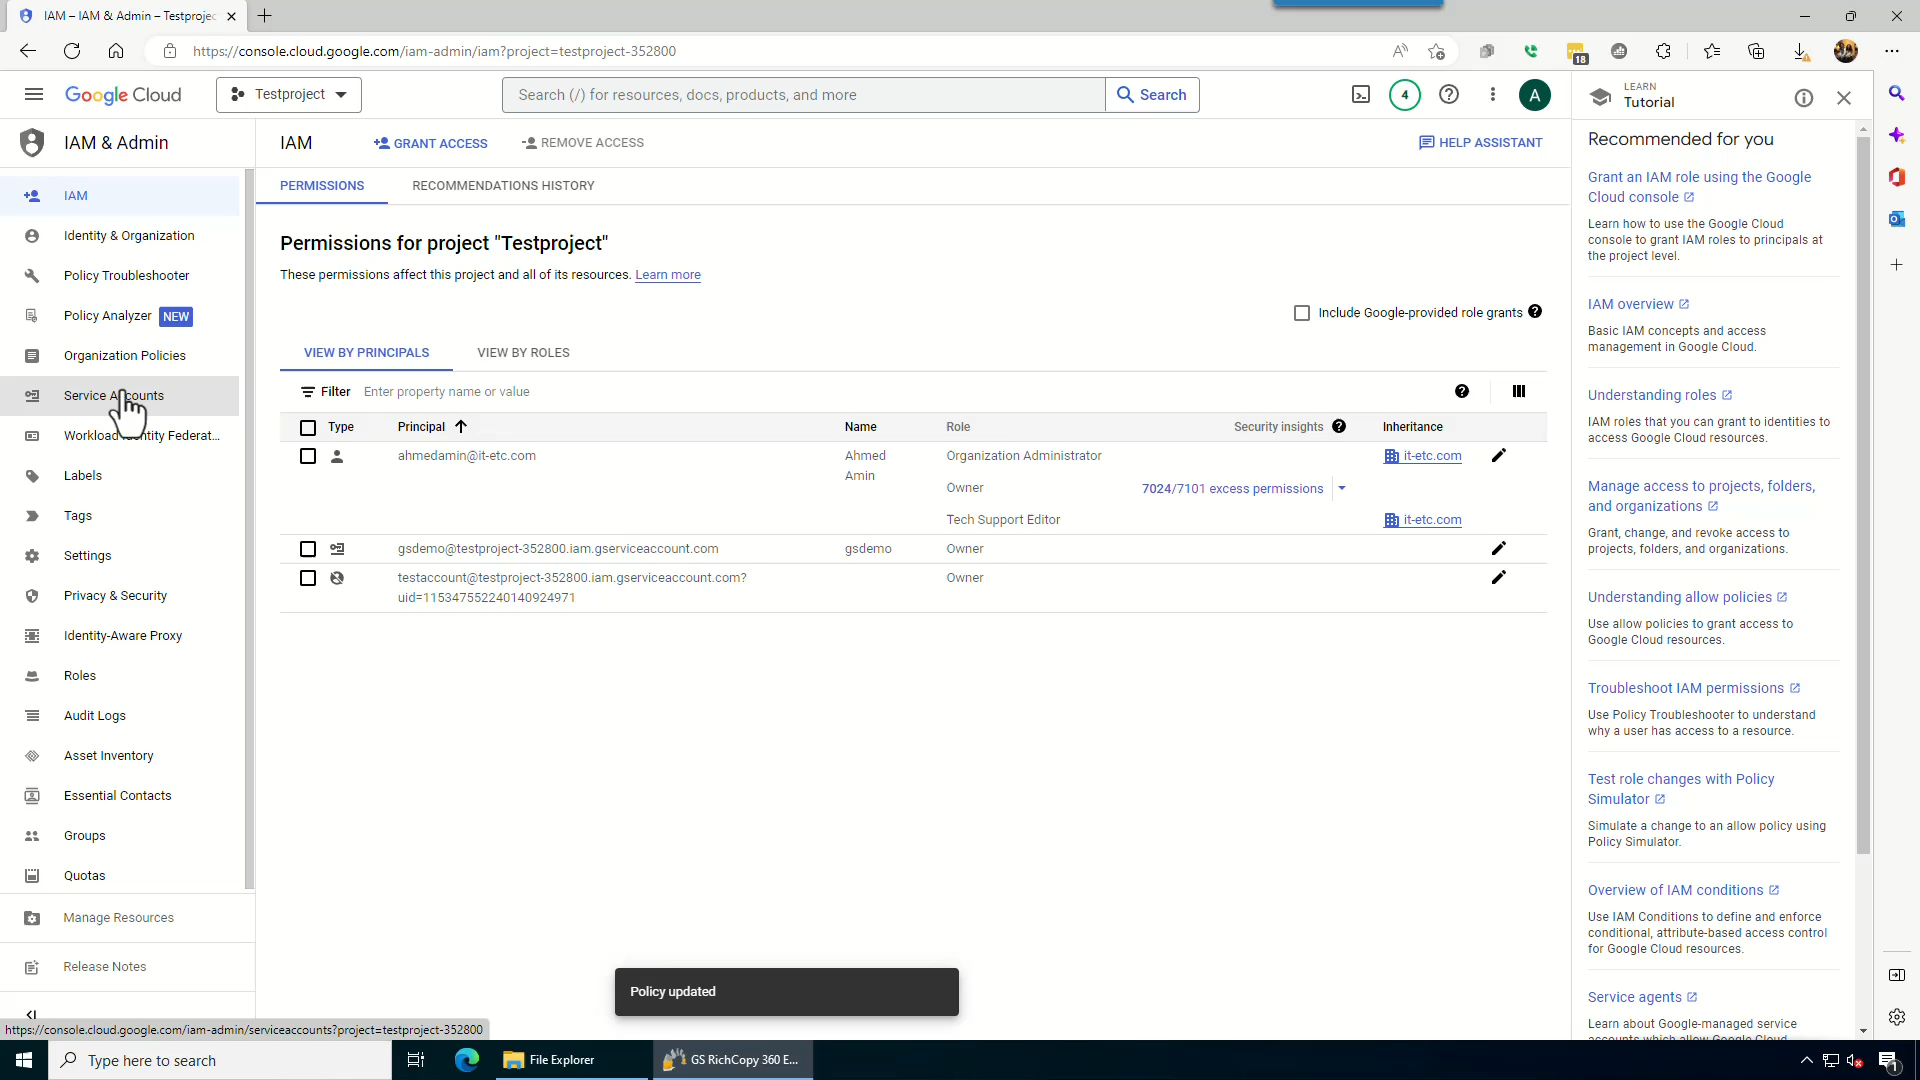 IAM – IAM & Admin – Testprojec
https://console.cloud.google.com/iam-admin/iam?project=testproject-352800
18
Google Cloud
Testproject
Search (/) for resources, docs, products, and more
Search
4
A
LEARN
Tutorial
IAM & Admin
IAM
GRANT ACCESS
REMOVE ACCESS
HELP ASSISTANT
PERMISSIONS
RECOMMENDATIONS HISTORY
IAM
Identity & Organization
Policy Troubleshooter
Policy Analyzer NEW
Organization Policies
Service Accounts
Workload Identity Federat...
Labels
Tags
Settings
Privacy & Security
Identity-Aware Proxy
Roles
Audit Logs
Asset Inventory
Essential Contacts
Groups
Quotas
Manage Resources
Release Notes
https://console.cloud.google.com/iam-admin/serviceaccounts?project=testproject-352800
Permissions for project "Testproject"
These permissions affect this project and all of its resources. Learn more
Include Google-provided role grants
VIEW BY PRINCIPALS
VIEW BY ROLES
Filter Enter property name or value
Type Principal Name Role Security insights Inheritance
ahmedamin@it-etc.com Ahmed Organization Administrator it-etc.com
Amin
Owner 7024/7101 excess permissions
Tech Support Editor it-etc.com
gsdemo@testproject-352800.iam.gserviceaccount.com gsdemo Owner
testaccount@testproject-352800.iam.gserviceaccount.com? Owner
uid=115347552240140924971
Policy updated
Recommended for you
Grant an IAM role using the Google
Cloud console
Learn how to use the Google Cloud
console to grant IAM roles to principals at
the project level.
IAM overview
Basic IAM concepts and access
management in Google Cloud.
Understanding roles
IAM roles that you can grant to identities to
access Google Cloud resources.
Manage access to projects, folders,
and organizations
Grant, change, and revoke access to
projects, folders, and organizations.
Understanding allow policies
Use allow policies to grant access to
Google Cloud resources.
Troubleshoot IAM permissions
Use Policy Troubleshooter to understand
why a user has access to a resource.
Test role changes with Policy
Simulator
Simulate a change to an allow policy using
Policy Simulator.
Overview of IAM conditions
Use IAM Conditions to define and enforce
conditional, attribute-based access control
for Google Cloud resources.
Service agents
Learn about Google-managed service
accounts which allow Google Cloud
Type here to search
File Explorer
GS RichCopy 360 E...
1